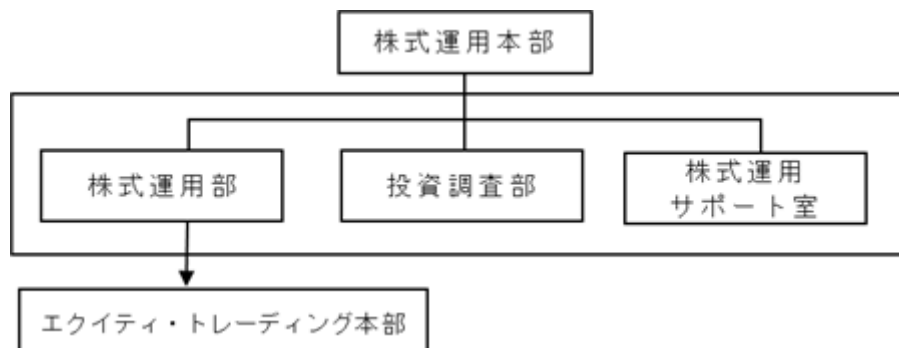 株式運用本部
株式運用部
投資調査部
株式運用
サポート室
エクイティ・トレーディング本部